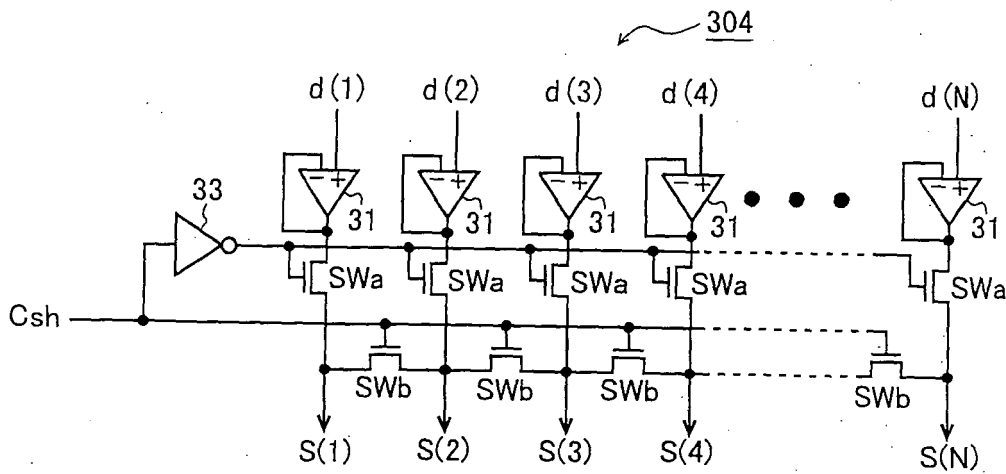 304
d(1) d(2) d(3) d(4) d(N)
− + − + − + − + − +
33 31 31 31 31 31
SWa SWa SWa SWa SWa
Csh
SWb SWb SWb SWb
S(1) S(2) S(3) S(4) S(N)